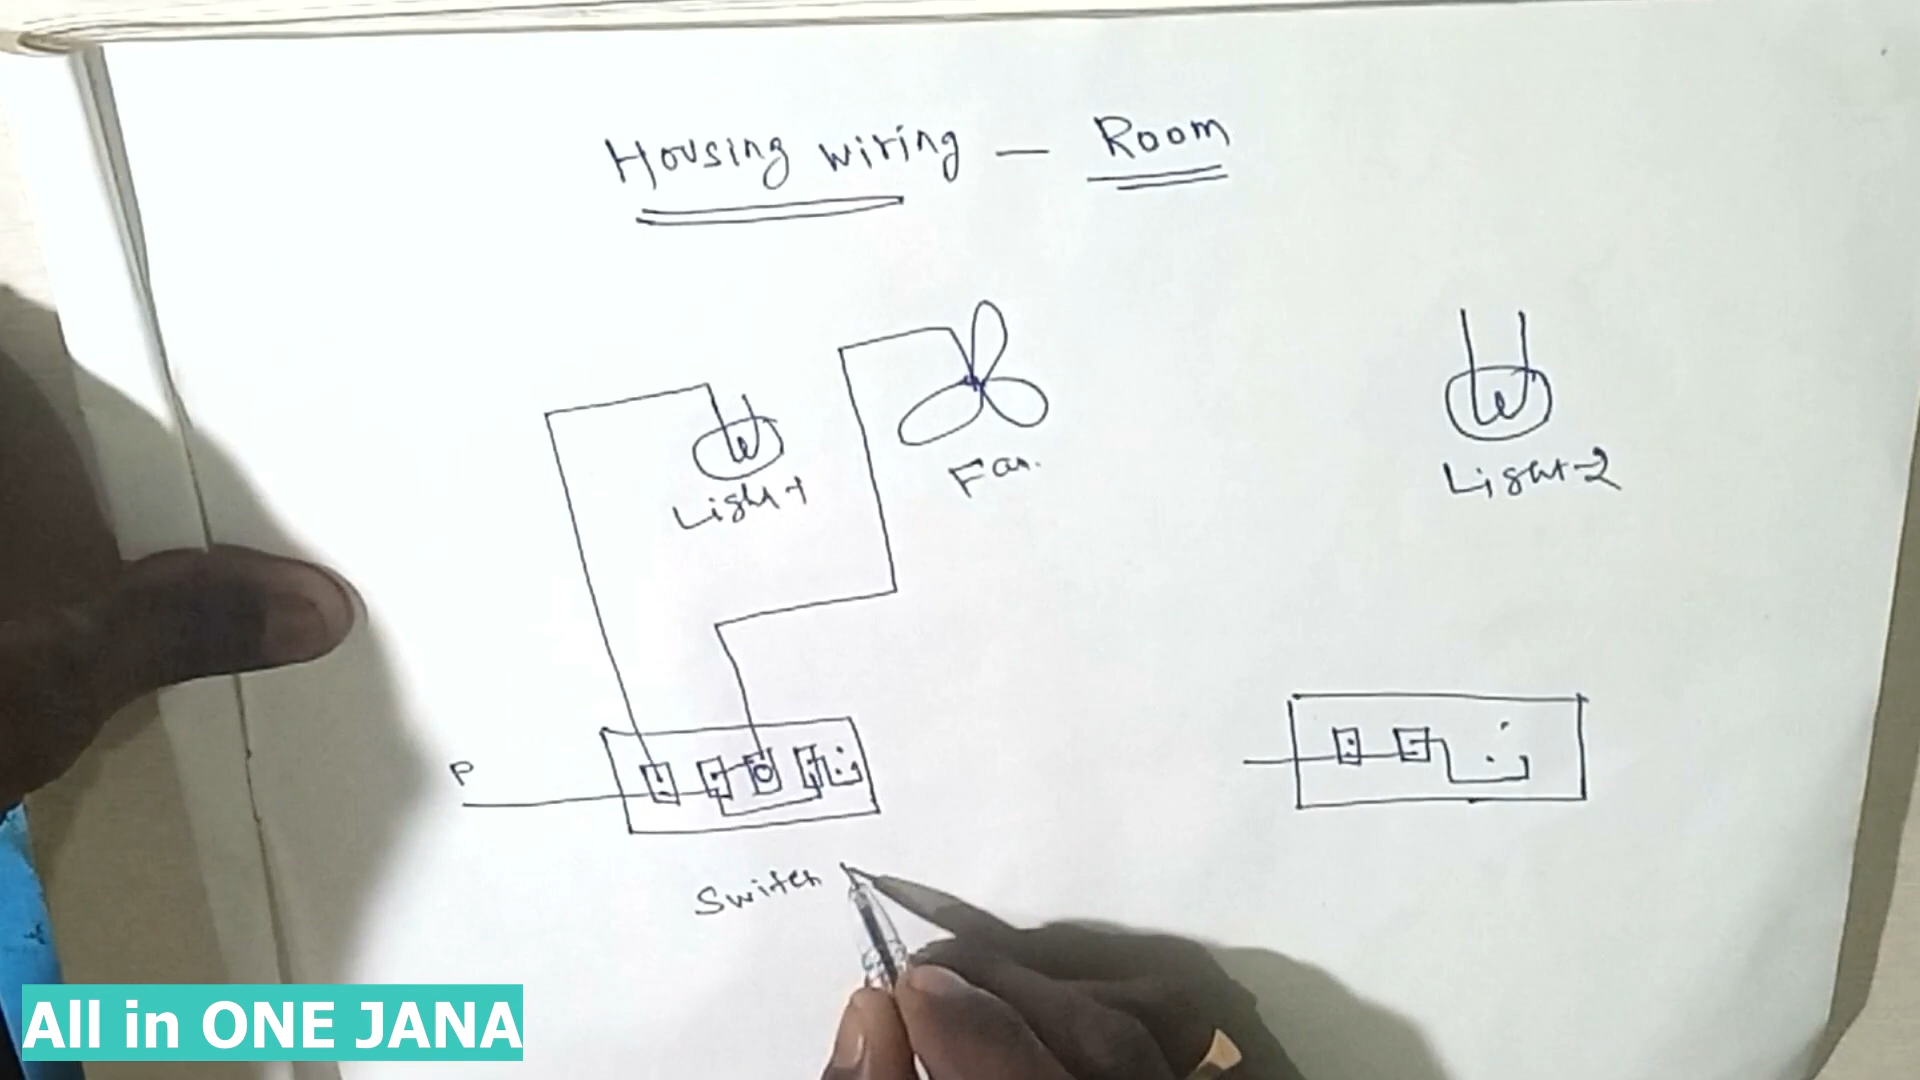 Housing wiring — Room
Light-1
Fan.
Light-2
P
Switch
All in ONE JANA